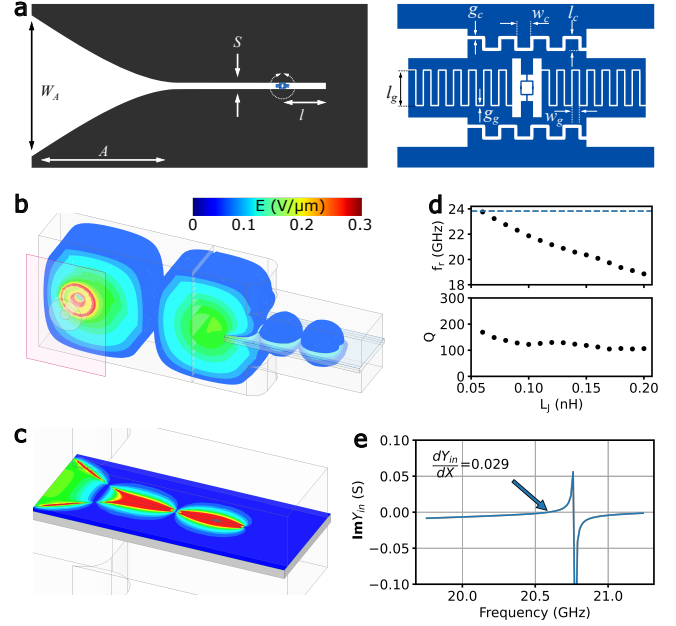 a
S
W_A
l
A
g_c
w_c
l_c
l_g
g_g
w_g
b
E (V/μm)
0
0.1
0.2
0.3
c
d
24
22
20
18
f_r (GHz)
300
200
100
0
Q
0.05
0.10
0.15
0.20
L_J (nH)
e
0.10
0.05
0.00
−0.05
−0.10
ImY_in (S)
dY_in/dX=0.029
20.0
20.5
21.0
Frequency (GHz)